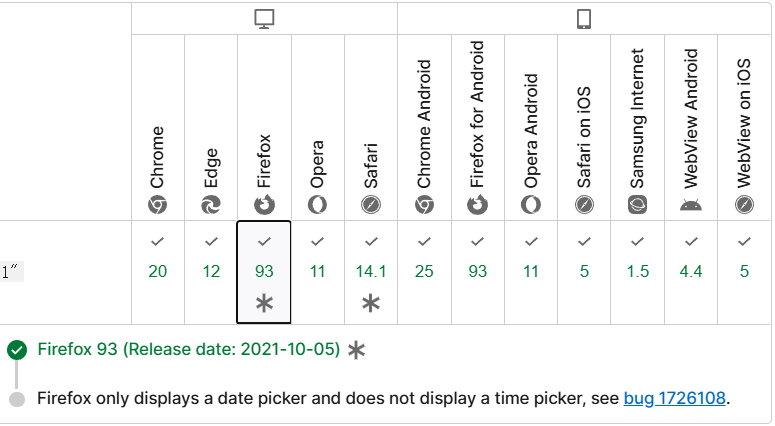 Chrome
Edge
Firefox
Opera
Safari
Chrome Android
Firefox for Android
Opera Android
Safari on iOS
Samsung Internet
WebView Android
WebView on iOS
1"
20 12 93 11 14.1 25 93 11 5 1.5 4.4 5
* *
Firefox 93 (Release date: 2021-10-05) *
Firefox only displays a date picker and does not display a time picker, see bug 1726108.